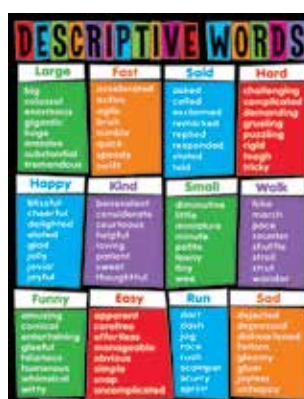 DESCRIPTIVE WORDS
Large
big
colossal
enormous
gigantic
huge
massive
substantial
tremendous
Fast
accelerated
active
agile
brisk
nimble
quick
speedy
swift
Said
asked
called
exclaimed
remarked
replied
responded
stated
told
Hard
challenging
complicated
demanding
grueling
puzzling
rigid
tough
tricky
Happy
blissful
cheerful
delighted
elated
glad
jolly
jovial
joyful
Kind
benevolent
considerate
courteous
helpful
loving
patient
sweet
thoughtful
Small
diminutive
little
miniature
minute
petite
teeny
tiny
wee
Walk
hike
march
pace
saunter
shuffle
stroll
strut
wander
Funny
amusing
comical
entertaining
gleeful
hilarious
humorous
whimsical
witty
Easy
apparent
carefree
effortless
manageable
obvious
simple
snap
uncomplicated
Run
dart
dash
jog
race
rush
scamper
scurry
sprint
Sad
dejected
depressed
disheartened
forlorn
gloomy
glum
joyless
unhappy